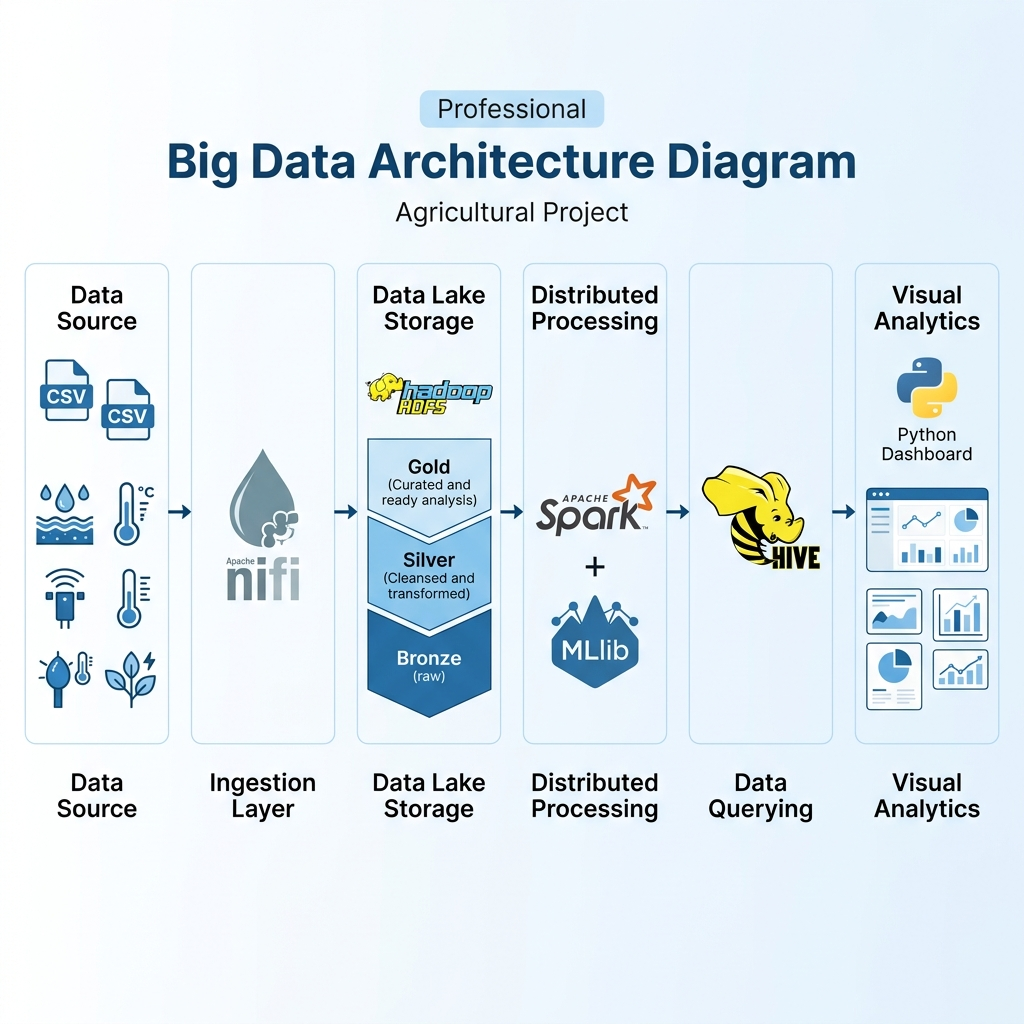 Professional
Big Data Architecture Diagram
Agricultural Project
Data
Source
CSV
CSV
°C
Apache
nifi
Data Lake
Storage
hadoop
HDFS
Gold
(Curated and
ready analysis)
Silver
(Cleansed and
transformed)
Bronze
(raw)
Distributed
Processing
APACHE
Spark™
+
MLlib
HIVE
Visual
Analytics
Python
Dashboard
Data
Source
Ingestion
Layer
Data Lake
Storage
Distributed
Processing
Data
Querying
Visual
Analytics